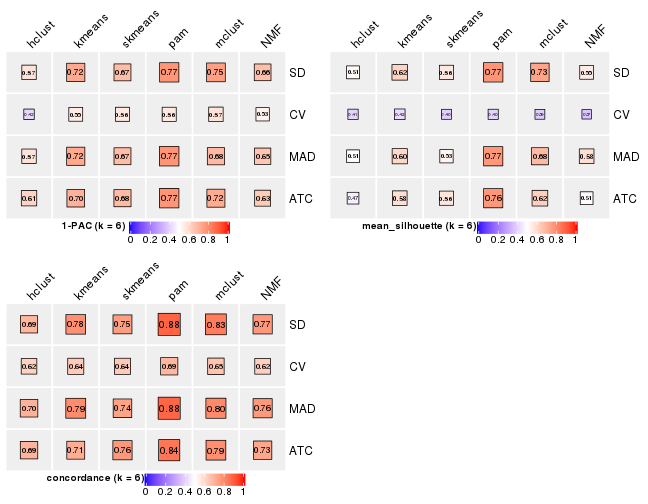 hclust kmeans skmeans pam mclust NMF
0.57 0.72 0.67 0.77 0.75 0.66 SD
0.55 0.56 0.56 0.57 0.53 CV
0.57 0.72 0.67 0.77 0.68 0.65 MAD
0.61 0.70 0.68 0.77 0.72 0.63 ATC
1-PAC (k = 6)
0 0.2 0.4 0.6 0.8 1
hclust kmeans skmeans pam mclust NMF
0.51 0.62 0.56 0.77 0.73 0.55 SD
CV
0.51 0.60 0.53 0.77 0.68 0.58 MAD
0.47 0.58 0.56 0.76 0.62 0.51 ATC
mean_silhouette (k = 6)
0 0.2 0.4 0.6 0.8 1
hclust kmeans skmeans pam mclust NMF
0.69 0.78 0.75 0.88 0.83 0.77 SD
0.62 0.64 0.64 0.69 0.65 0.62 CV
0.70 0.79 0.74 0.88 0.80 0.76 MAD
0.69 0.71 0.76 0.84 0.79 0.73 ATC
concordance (k = 6)
0 0.2 0.4 0.6 0.8 1